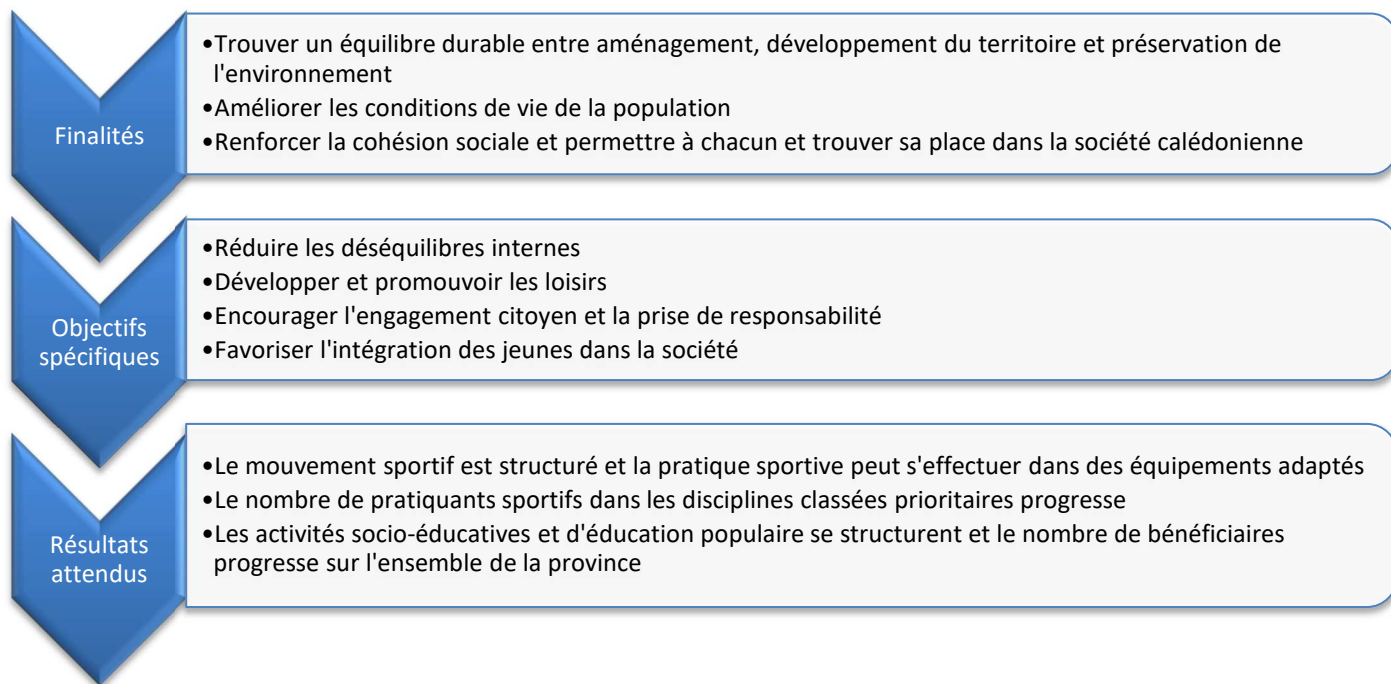 Finalités
•Trouver un équilibre durable entre aménagement, développement du territoire et préservation de
l'environnement
•Améliorer les conditions de vie de la population
•Renforcer la cohésion sociale et permettre à chacun et trouver sa place dans la société calédonienne
Objectifs
spécifiques
•Réduire les déséquilibres internes
•Développer et promouvoir les loisirs
•Encourager l'engagement citoyen et la prise de responsabilité
•Favoriser l'intégration des jeunes dans la société
Résultats
attendus
•Le mouvement sportif est structuré et la pratique sportive peut s'effectuer dans des équipements adaptés
•Le nombre de pratiquants sportifs dans les disciplines classées prioritaires progresse
•Les activités socio-éducatives et d'éducation populaire se structurent et le nombre de bénéficiaires
progresse sur l'ensemble de la province